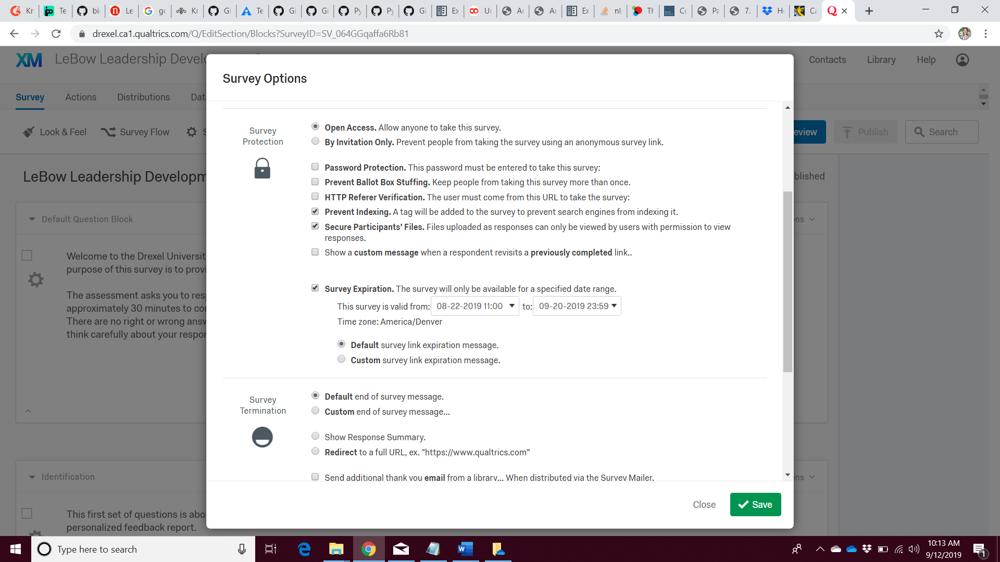 Kr
Te
bi
Le
gc
Kr
Gi
Te
Gi
Gi
Py
Py
Gi
Ex
Ur
Ar
Ar
Ex
nl
Th
Cc
Pa
7.
Hc
Ca
drexel.ca1.qualtrics.com/Q/EditSection/Blocks?SurveyID=SV_064GGqaffa6Rb81
XM
LeBow Leadership Develo
Contacts
Library
Help
Survey
Actions
Distributions
Dat
Look & Feel
Survey Flow
S
eview
Publish
Search
LeBow Leadership Developm
blished
Default Question Block
ons
Welcome to the Drexel Universit
purpose of this survey is to provi
The assessment asks you to resp
approximately 30 minutes to con
There are no right or wrong answ
think carefully about your respon
Identification
ons
This first set of questions is abo
personalized feedback report.
Survey Options
Survey
Protection
Open Access. Allow anyone to take this survey.
By Invitation Only. Prevent people from taking the survey using an anonymous survey link.
Password Protection. This password must be entered to take this survey:
Prevent Ballot Box Stuffing. Keep people from taking this survey more than once.
HTTP Referer Verification. The user must come from this URL to take the survey:
Prevent Indexing. A tag will be added to the survey to prevent search engines from indexing it.
Secure Participants' Files. Files uploaded as responses can only be viewed by users with permission to view
responses.
Show a custom message when a respondent revisits a previously completed link..
Survey Expiration. The survey will only be available for a specified date range.
This survey is valid from: 08-22-2019 11:00 to: 09-20-2019 23:59
Time zone: America/Denver
Default survey link expiration message.
Custom survey link expiration message.
Survey
Termination
Default end of survey message.
Custom end of survey message...
Show Response Summary.
Redirect to a full URL, ex. "https://www.qualtrics.com"
Send additional thank you email from a library... When distributed via the Survey Mailer.
Close
Save
Type here to search
10:13 AM
9/12/2019
1